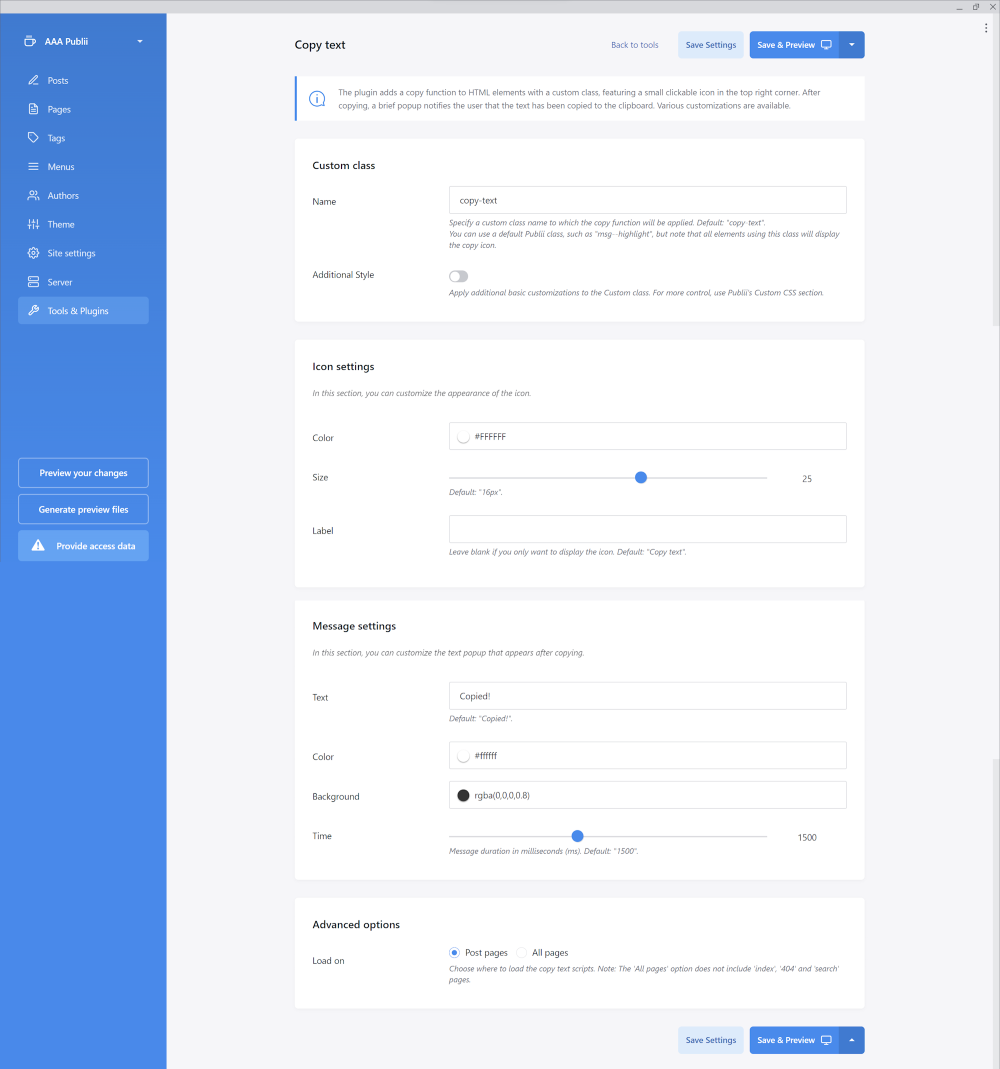 AAA Publii
Posts
Pages
Tags
Menus
Authors
Theme
Site settings
Server
Tools & Plugins
Preview your changes
Generate preview files
Provide access data
Copy text
Back to tools
Save Settings
Save & Preview
The plugin adds a copy function to HTML elements with a custom class, featuring a small clickable icon in the top right corner. After
copying, a brief popup notifies the user that the text has been copied to the clipboard. Various customizations are available.
Custom class
Name
copy-text
Specify a custom class name to which the copy function will be applied. Default: "copy-text".
You can use a default Publii class, such as "msg--highlight", but note that all elements using this class will display
the copy icon.
Additional Style
Apply additional basic customizations to the Custom class. For more control, use Publii's Custom CSS section.
Icon settings
In this section, you can customize the appearance of the icon.
Color
#FFFFFF
Size
25
Default: "16px".
Label
Leave blank if you only want to display the icon. Default: "Copy text".
Message settings
In this section, you can customize the text popup that appears after copying.
Text
Copied!
Default: "Copied!".
Color
#ffffff
Background
rgba(0,0,0,0.8)
Time
1500
Message duration in milliseconds (ms). Default: "1500".
Advanced options
Load on
Post pages
All pages
Choose where to load the copy text scripts. Note: The 'All pages' option does not include 'index', '404' and 'search'
pages.
Save Settings
Save & Preview